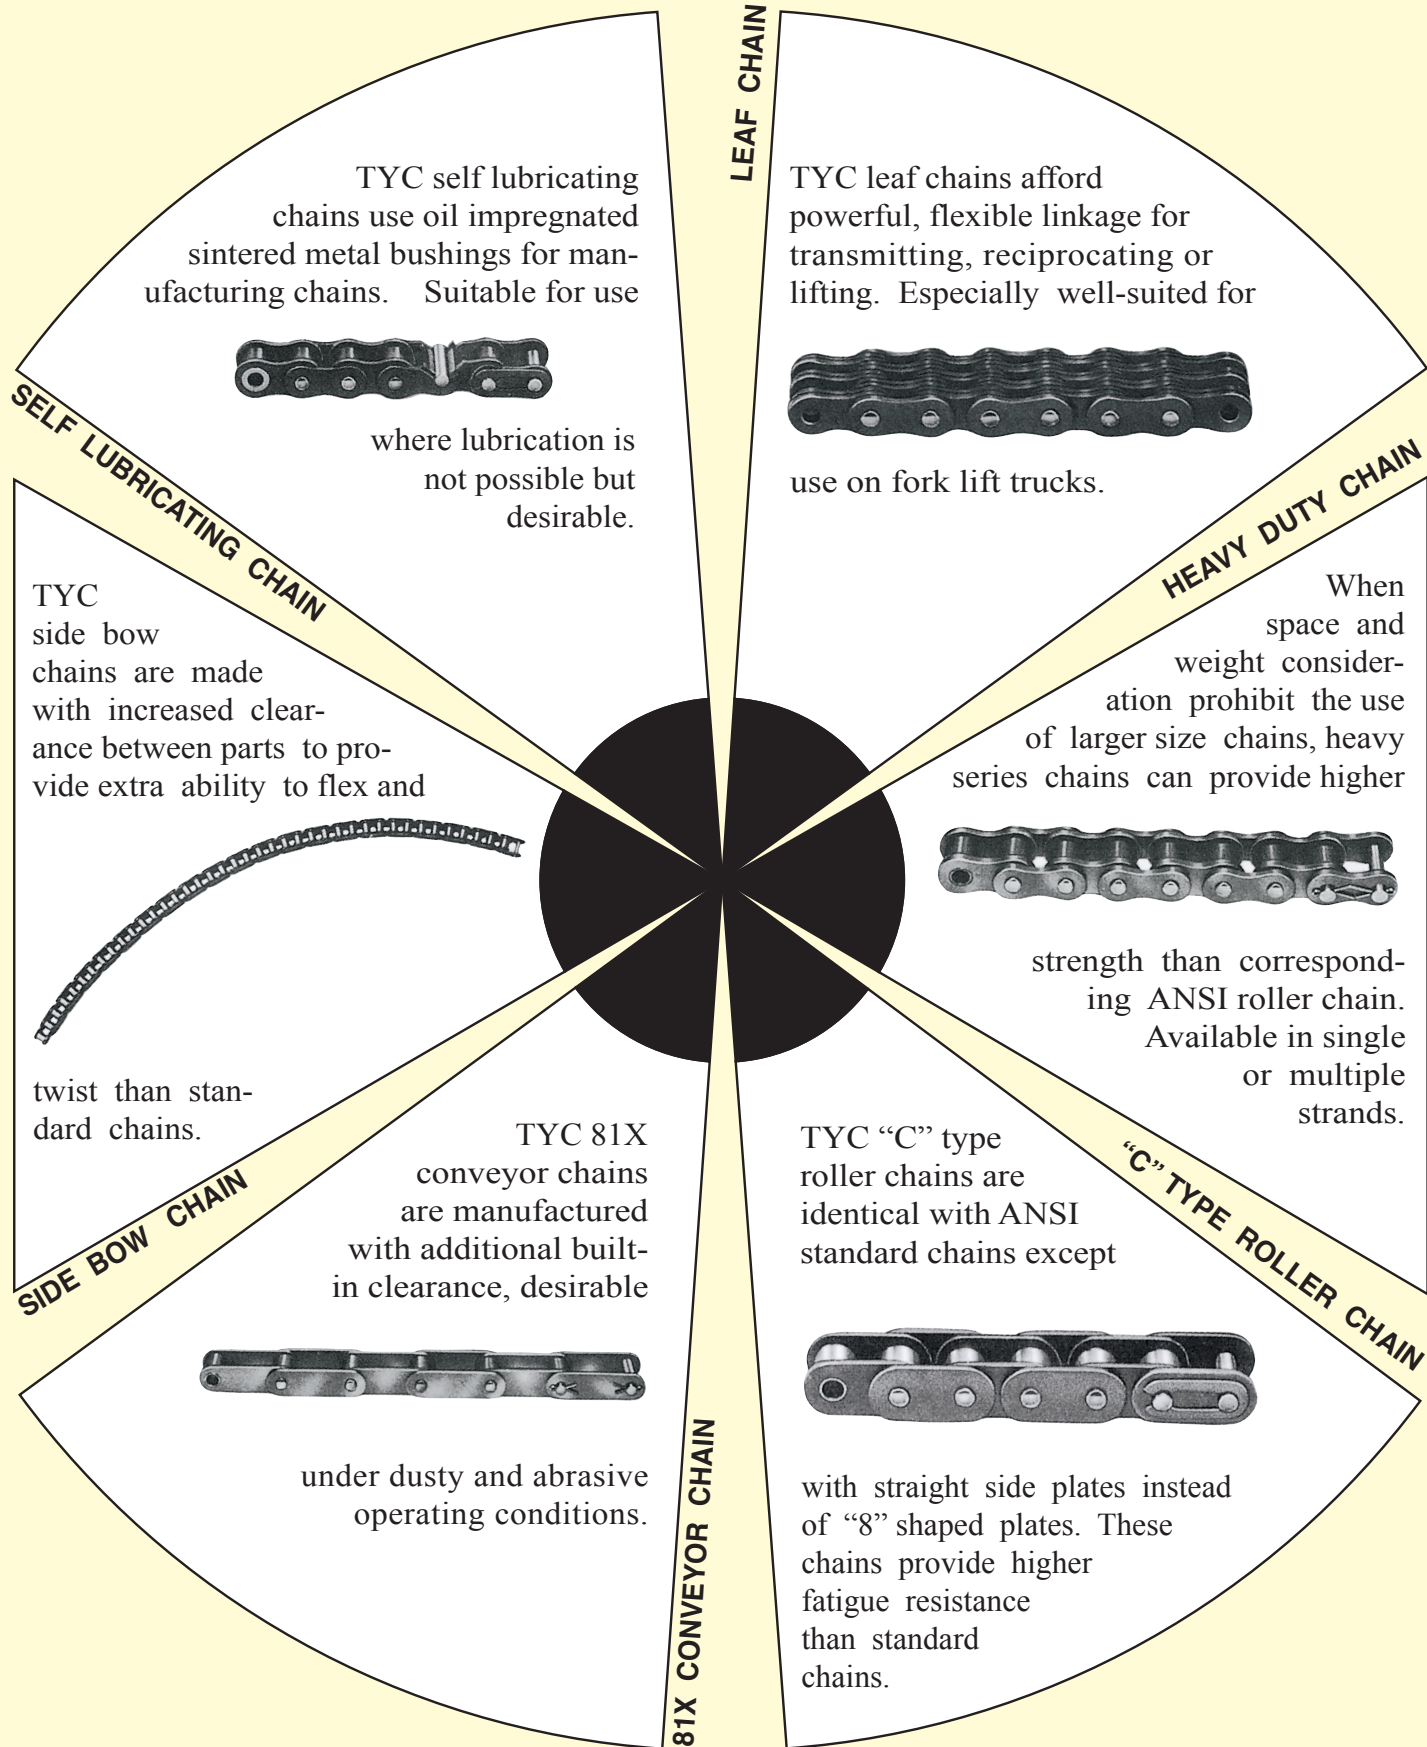 LEAF CHAIN
TYC self lubricating
chains use oil impregnated
sintered metal bushings for man-
ufacturing chains. Suitable for use
where lubrication is
not possible but
desirable.
TYC leaf chains afford
powerful, flexible linkage for
transmitting, reciprocating or
lifting. Especially well-suited for
use on fork lift trucks.
SELF LUBRICATING CHAIN
HEAVY DUTY CHAIN
TYC
side bow
chains are made
with increased clear-
ance between parts to pro-
vide extra ability to flex and
twist than stan-
dard chains.
When
space and
weight consider-
ation prohibit the use
of larger size chains, heavy
series chains can provide higher
strength than correspond-
ing ANSI roller chain.
Available in single
or multiple
strands.
SIDE BOW CHAIN
"C" TYPE ROLLER CHAIN
TYC 81X
conveyor chains
are manufactured
with additional built-
in clearance, desirable
under dusty and abrasive
operating conditions.
81X CONVEYOR CHAIN
TYC “C” type
roller chains are
identical with ANSI
standard chains except
with straight side plates instead
of “8” shaped plates. These
chains provide higher
fatigue resistance
than standard
chains.